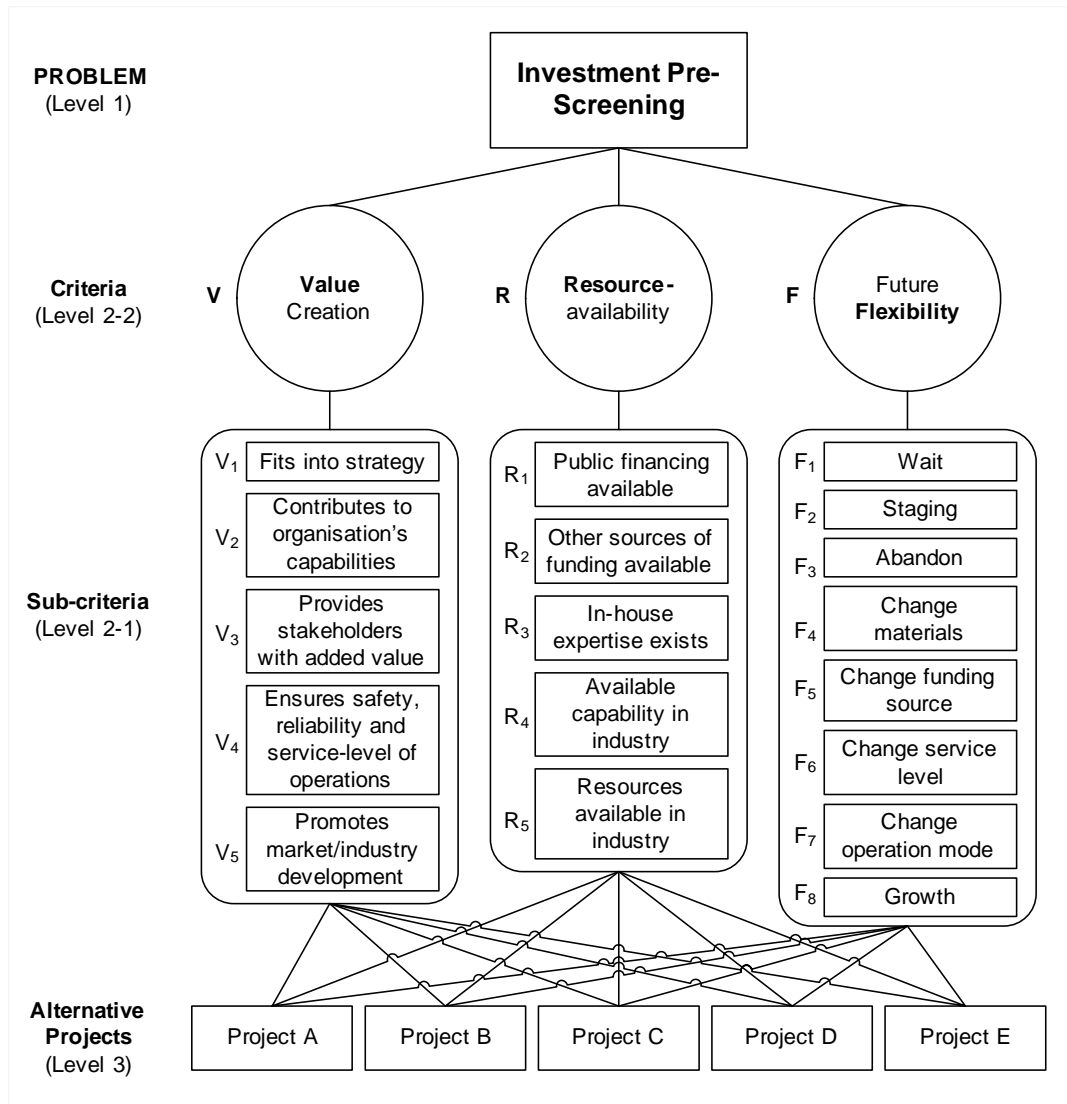 PROBLEM
(Level 1)
Investment Pre-
Screening
Criteria
(Level 2-2)
V
Value
Creation
R
Resource-
availability
F
Future
Flexibility
Sub-criteria
(Level 2-1)
V1
Fits into strategy
V2
Contributes to
organisation's
capabilities
V3
Provides
stakeholders
with added value
V4
Ensures safety,
reliability and
service-level of
operations
V5
Promotes
market/industry
development
R1
Public financing
available
R2
Other sources of
funding available
R3
In-house
expertise exists
R4
Available
capability in
industry
R5
Resources
available in
industry
F1
Wait
F2
Staging
F3
Abandon
F4
Change
materials
F5
Change funding
source
F6
Change service
level
F7
Change
operation mode
F8
Growth
Alternative
Projects
(Level 3)
Project A
Project B
Project C
Project D
Project E